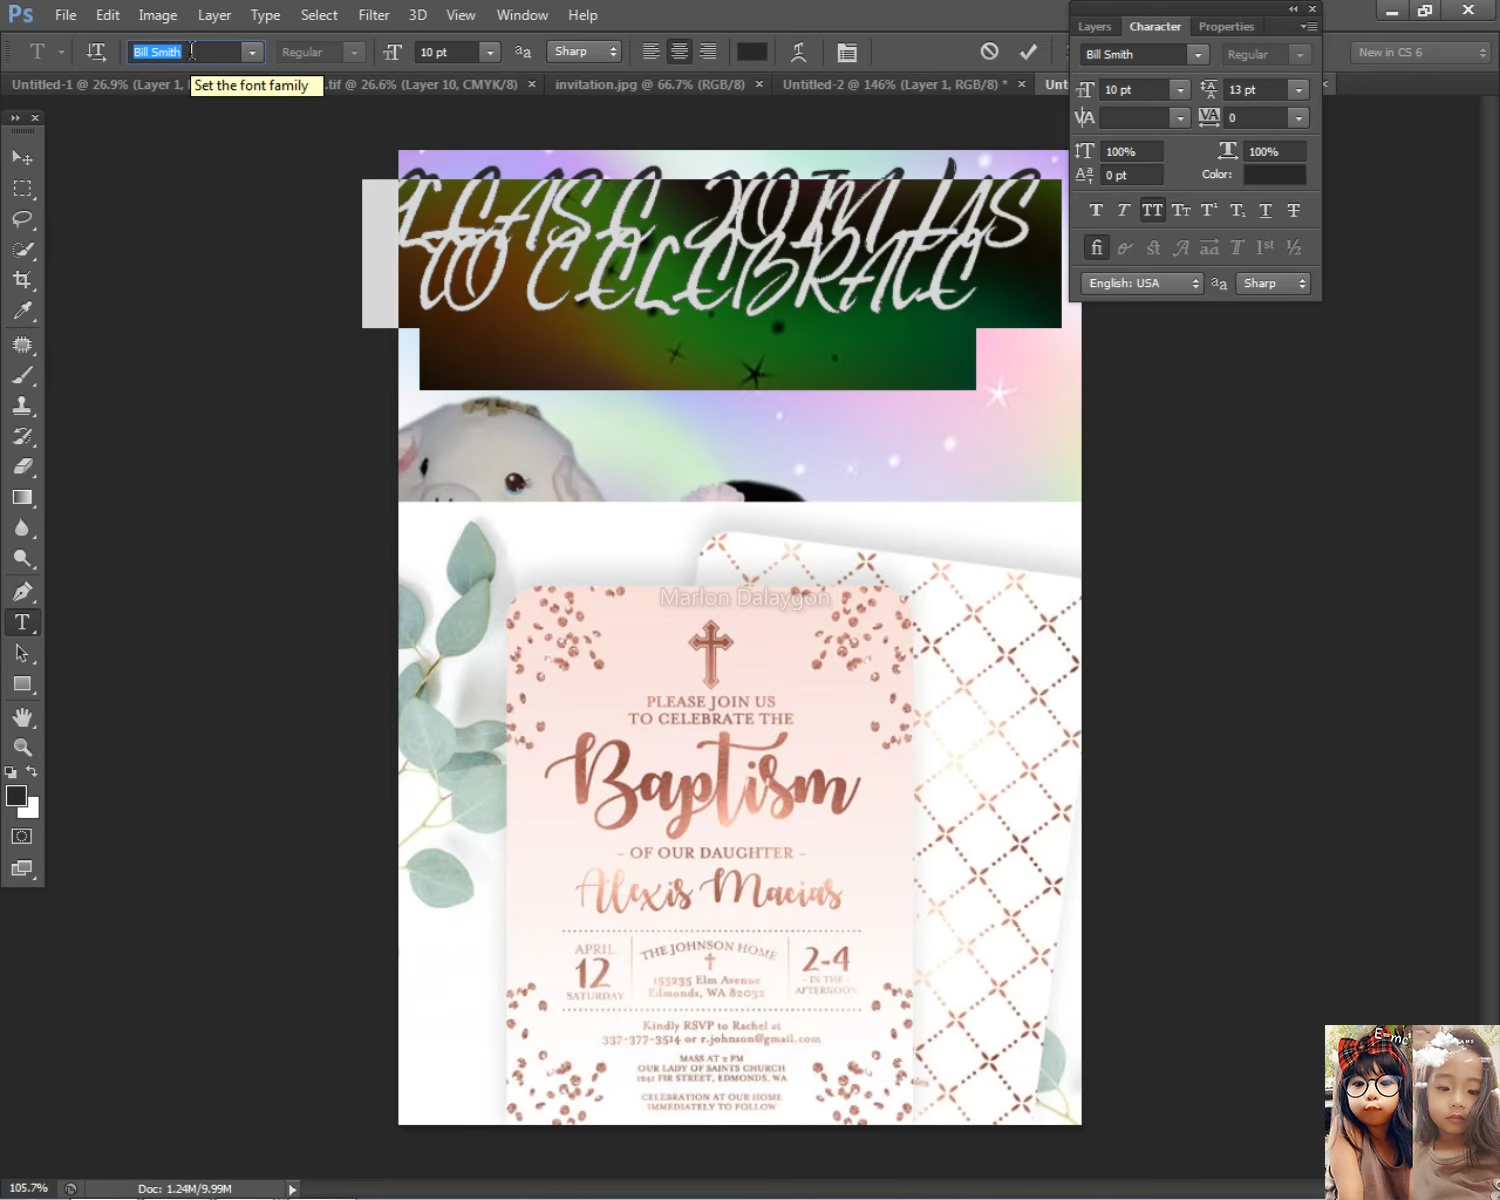 Ps File Edit Image Layer Type Select Filter 3D View Window Help
Bill Smith Regular 10 pt Sharp New in CS 6
Set the font family
Untitled-1 @ 26.9% (Layer 1, .tif @ 26.6% (Layer 10, CMYK/8) × invitation.jpg @ 66.7% (RGB/8) × Untitled-2 @ 146% (Layer 1, RGB/8) * × Unt
Layers Character Properties
Bill Smith Regular
10 pt 13 pt
0
100% 100%
0 pt Color:
English: USA Sharp
PLEASE JOIN US
TO CELEBRATE
Marlon Dalaygon
PLEASE JOIN US
TO CELEBRATE THE
Baptism
- OF OUR DAUGHTER -
Alexis Macias
APRIL
12
SATURDAY
THE JOHNSON HOME
155235 Elm Avenue
Edmonds, WA 82032
2-4
- IN THE -
AFTERNOON
Kindly RSVP to Rachel at
337-377-3514 or r.johnson@gmail.com
MASS AT 2 PM
OUR LADY OF SAINTS CHURCH
1251 FIR STREET, EDMONDS, WA
CELEBRATION AT OUR HOME
IMMEDIATELY TO FOLLOW
105.7% Doc: 1.24M/9.99M